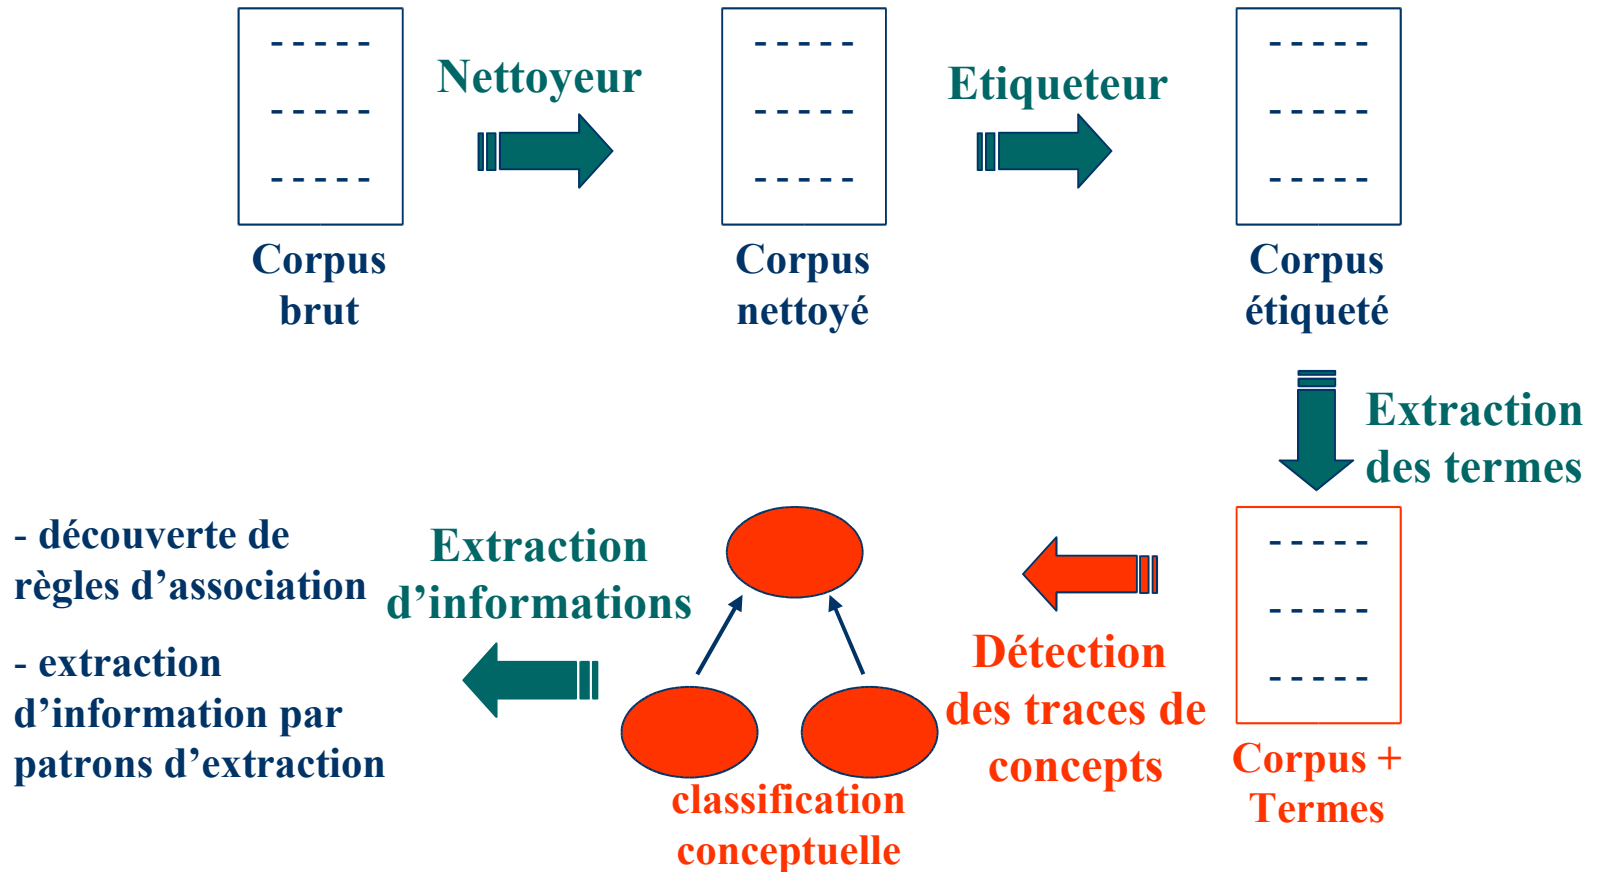 Nettoyeur
Etiqueteur
Corpus
brut
Corpus
nettoyé
Corpus
étiqueté
Extraction
des termes
Corpus +
Termes
Détection
des traces de
concepts
classification
conceptuelle
Extraction
d’informations
- découverte de
règles d’association
- extraction
d’information par
patrons d’extraction